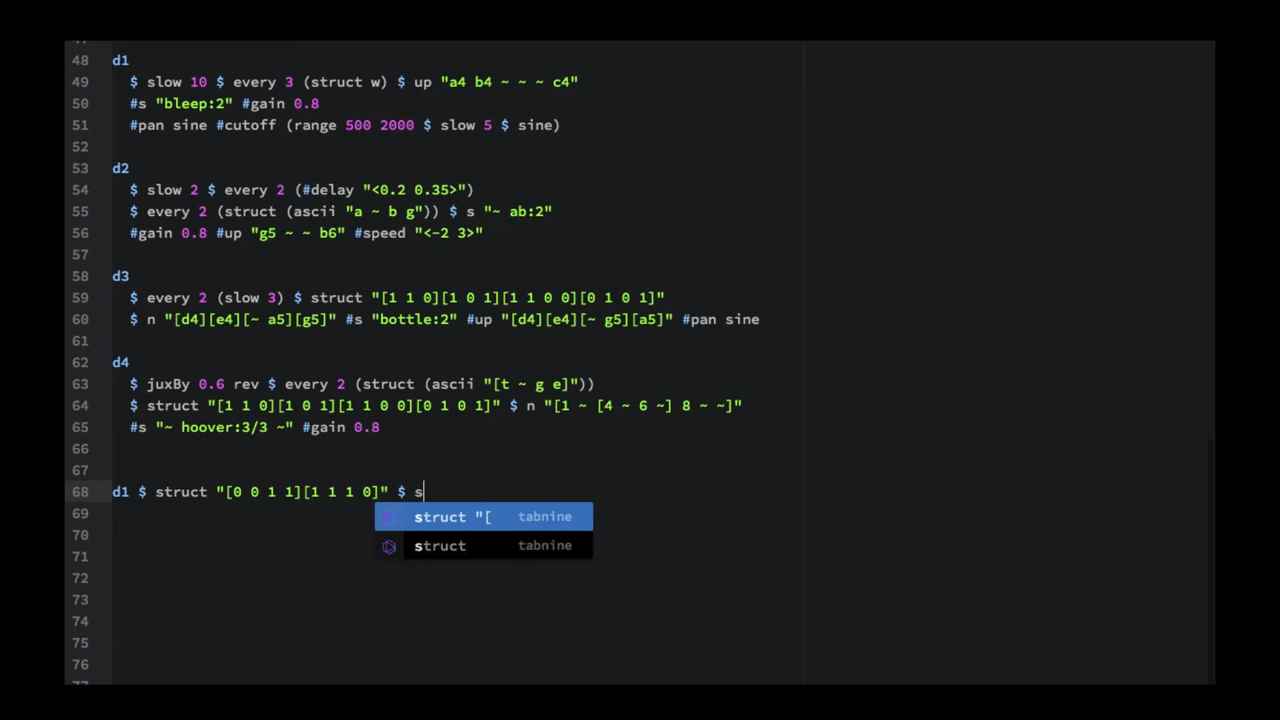 48 d1
49 $ slow 10 $ every 3 (struct w) $ up "a4 b4 ~ ~ ~ c4"
50 #s "bleep:2" #gain 0.8
51 #pan sine #cutoff (range 500 2000 $ slow 5 $ sine)
52
53 d2
54 $ slow 2 $ every 2 (#delay "<0.2 0.35>")
55 $ every 2 (struct (ascii "a ~ b g")) $ s "~ ab:2"
56 #gain 0.8 #up "g5 ~ ~ b6" #speed "<-2 3>"
57
58 d3
59 $ every 2 (slow 3) $ struct "[1 1 0][1 0 1][1 1 0 0][0 1 0 1]"
60 $ n "[d4][e4][~ a5][g5]" #s "bottle:2" #up "[d4][e4][~ g5][a5]" #pan sine
61
62 d4
63 $ juxBy 0.6 rev $ every 2 (struct (ascii "[t ~ g e]"))
64 $ struct "[1 1 0][1 0 1][1 1 0 0][0 1 0 1]" $ n "[1 ~ [4 ~ 6 ~] 8 ~ ~]"
65 #s "~ hoover:3/3 ~" #gain 0.8
66
67
68 d1 $ struct "[0 0 1 1][1 1 1 0]" $ s
69 struct "[ tabnine
70 struct tabnine
71
72
73
74
75
76